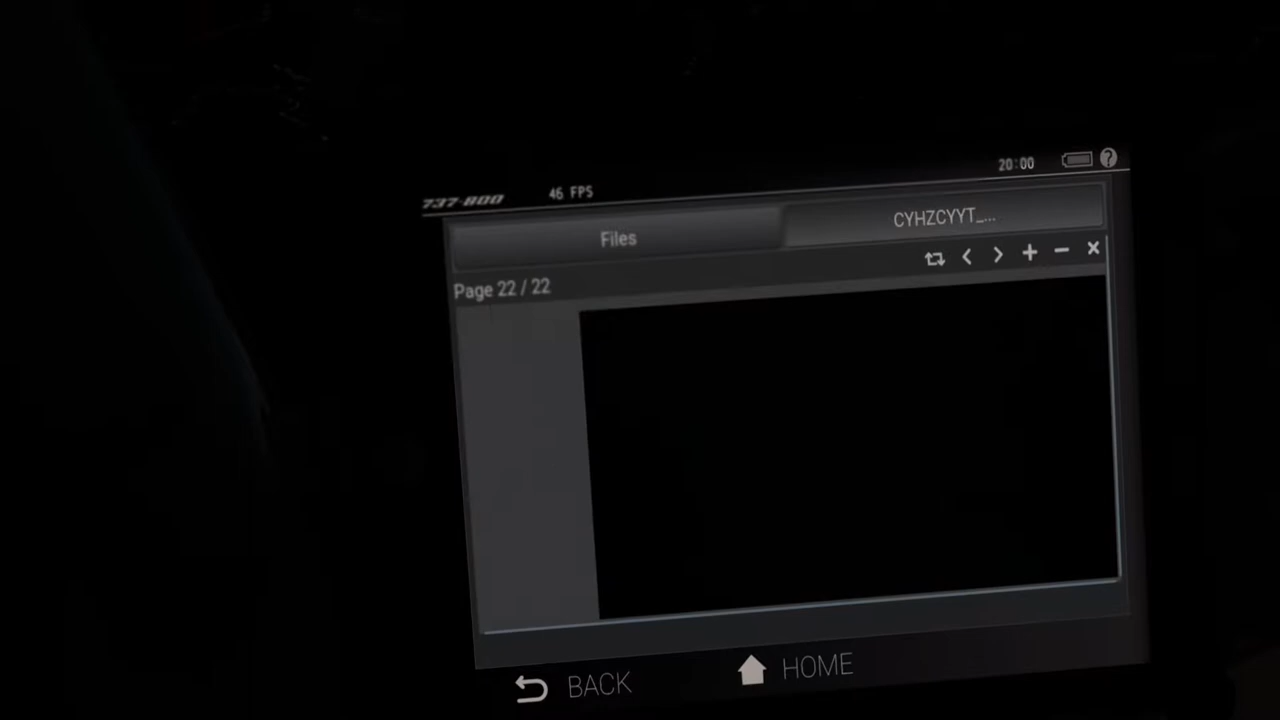 737-800 46 FPS 20:00
Files CYHZCYYT_...
Page 22 / 22
BACK HOME